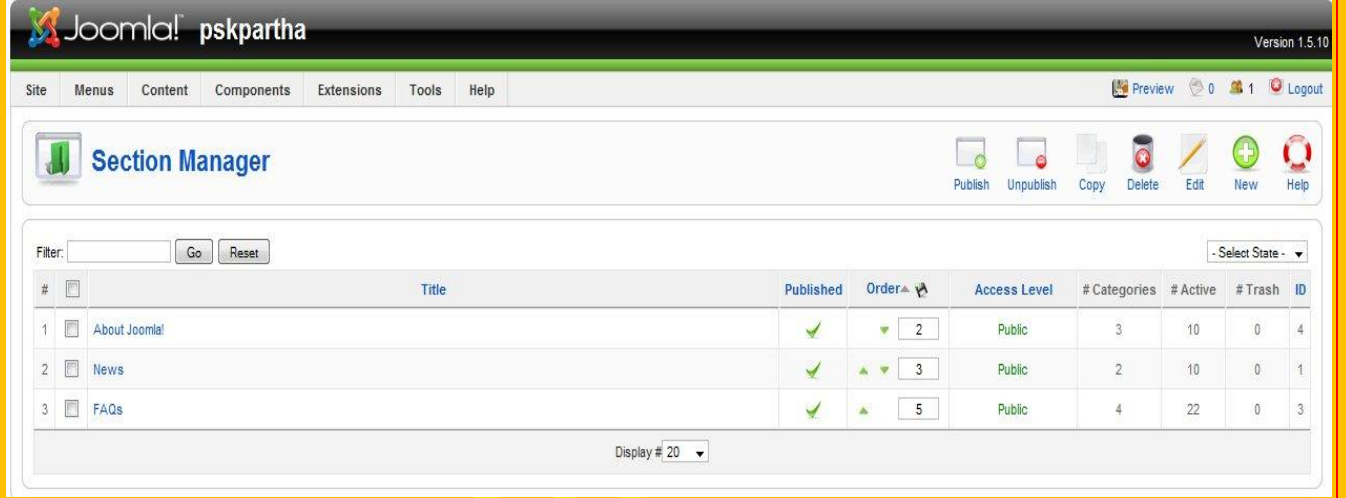 Joomla! pskpartha
Version 1.5.10
Site Menus Content Components Extensions Tools Help Preview 0 1 Logout
Section Manager
Publish Unpublish Copy Delete Edit New Help
Filter: Go Reset - Select State -
# Title Published Order Access Level # Categories # Active # Trash ID
1 About Joomla! 2 Public 3 10 0 4
2 News 3 Public 2 10 0 1
3 FAQs 5 Public 4 22 0 3
Display # 20